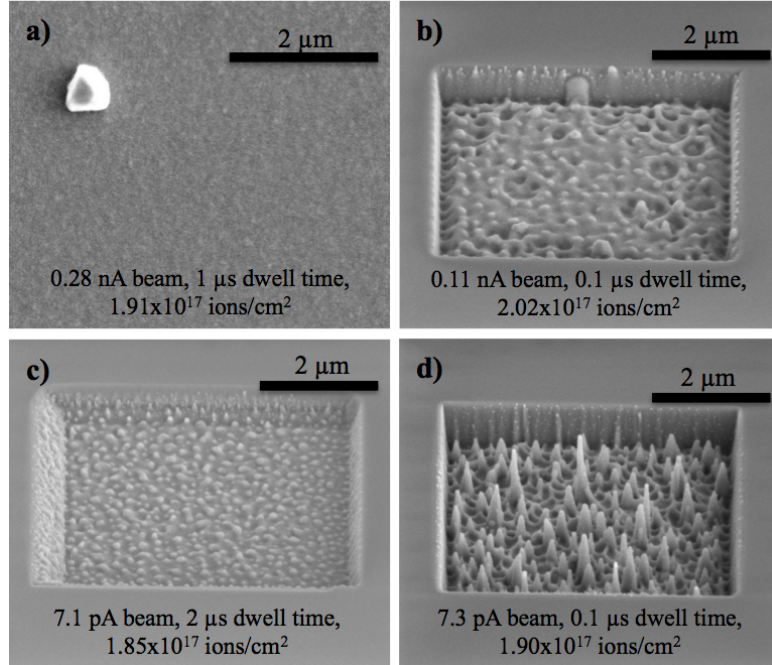 a)
2 µm
0.28 nA beam, 1 µs dwell time,
1.91x10¹⁷ ions/cm²
b)
2 µm
0.11 nA beam, 0.1 µs dwell time,
2.02x10¹⁷ ions/cm²
c)
2 µm
7.1 pA beam, 2 µs dwell time,
1.85x10¹⁷ ions/cm²
d)
2 µm
7.3 pA beam, 0.1 µs dwell time,
1.90x10¹⁷ ions/cm²